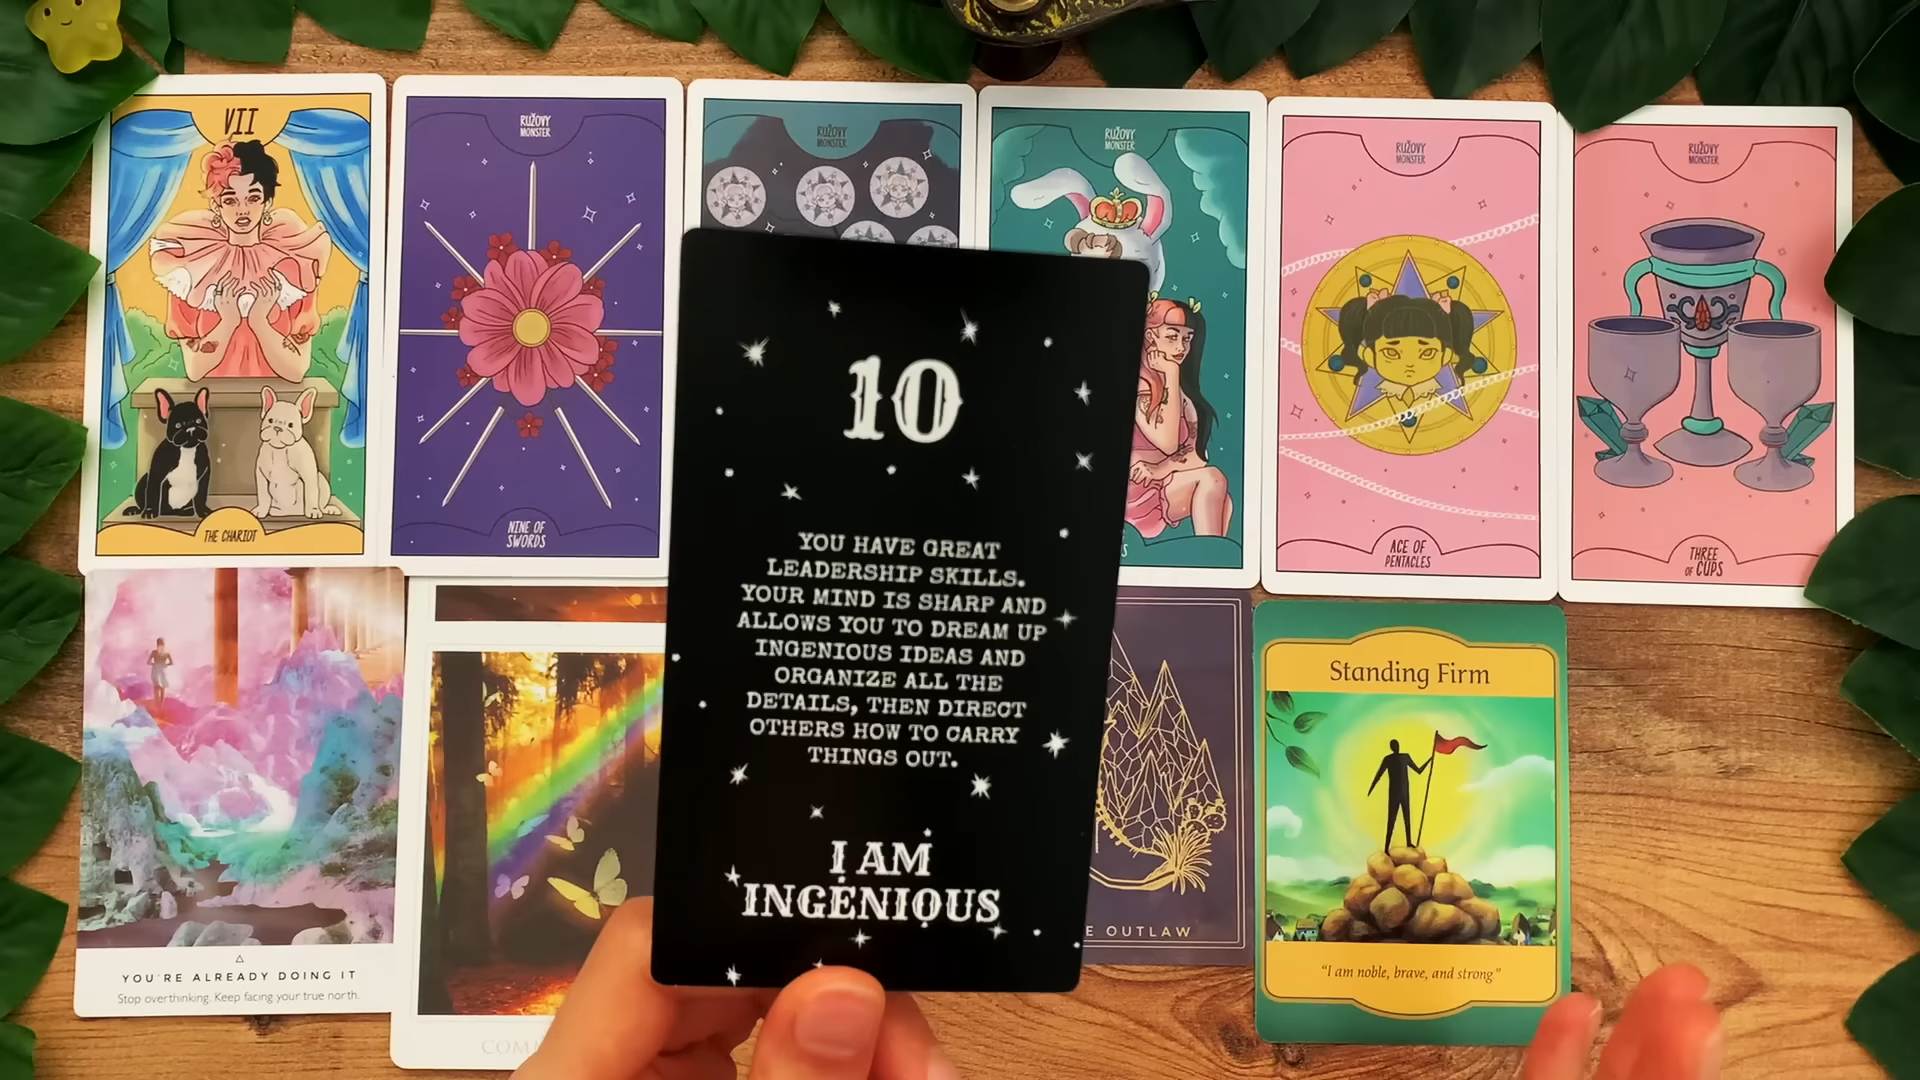 VII
THE CHARIOT
RUŽOVY
MONSTER
NINE OF
SWORDS
RUŽOVY
MONSTER
RUŽOVY
MONSTER
RUŽOVY
MONSTER
ACE OF
PENTACLES
RUŽOVY
MONSTER
THREE
OF CUPS
10
YOU HAVE GREAT
LEADERSHIP SKILLS.
YOUR MIND IS SHARP AND
ALLOWS YOU TO DREAM UP
INGENIOUS IDEAS AND
ORGANIZE ALL THE
DETAILS, THEN DIRECT
OTHERS HOW TO CARRY
THINGS OUT.
I AM
INGENIOUS
YOU'RE ALREADY DOING IT
Stop overthinking. Keep facing your true north.
E OUTLAW
Standing Firm
"I am noble, brave, and strong"